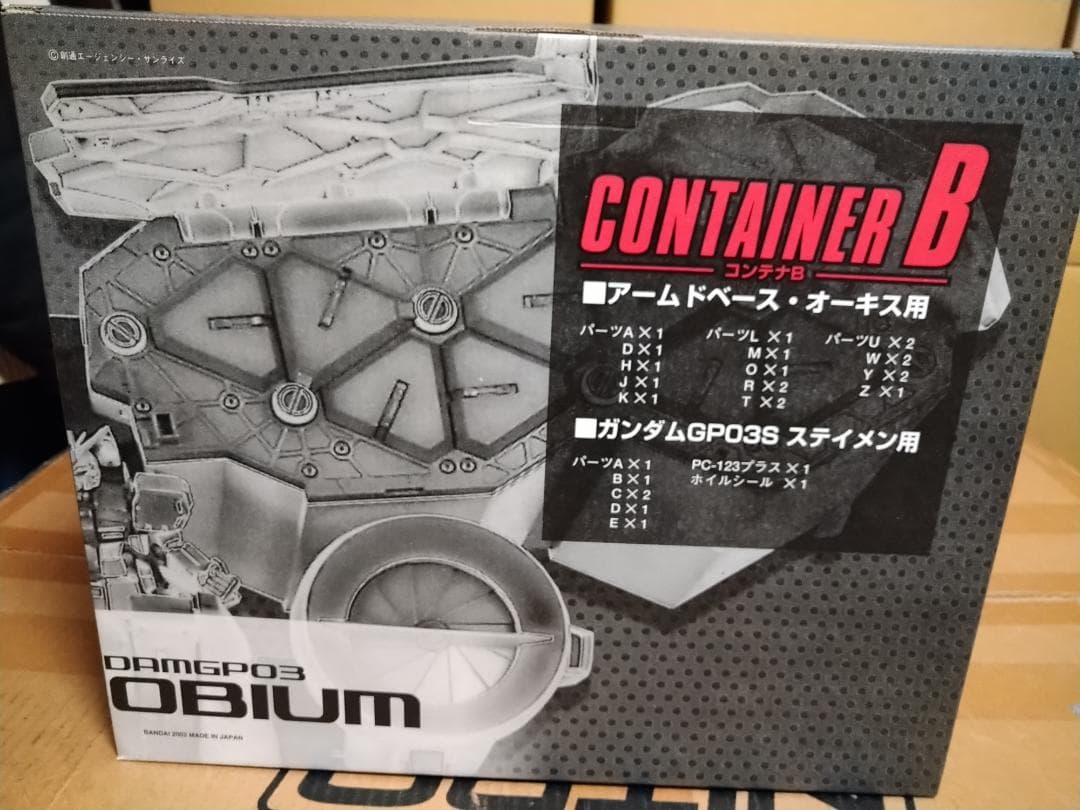 ©創通エージェンシー・サンライズ
CONTAINER B
コンテナB
■アームドベース・オーキス用
パーツA×1
D×1
H×1
J×1
K×1
パーツL×1
M×1
O×1
R×2
T×2
パーツU×2
W×2
Y×2
Z×1
■ガンダムGP03S ステイメン用
パーツA×1
B×1
C×2
D×1
E×1
PC-123プラス×1
ホイルシール×1
DAMGP03
OBIUM
BANDAI 2002 MADE IN JAPAN